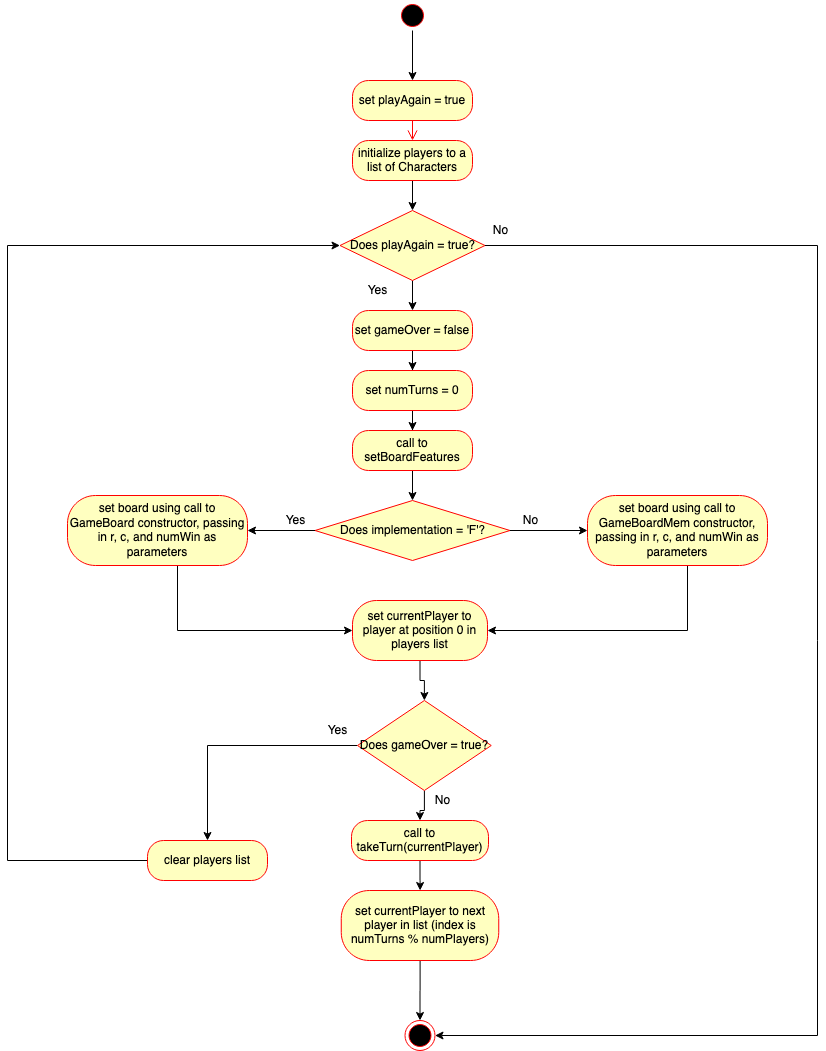 set playAgain = true
initialize players to a
list of Characters
Does playAgain = true?
No
Yes
set gameOver = false
set numTurns = 0
call to
setBoardFeatures
set board using call to
GameBoard constructor, passing
in r, c, and numWin as
parameters
Yes
Does implementation = 'F'?
No
set board using call to
GameBoardMem constructor,
passing in r, c, and numWin as
parameters
set currentPlayer to
player at position 0 in
players list
Yes
Does gameOver = true?
No
call to
takeTurn(currentPlayer)
clear players list
set currentPlayer to next
player in list (index is
numTurns % numPlayers)